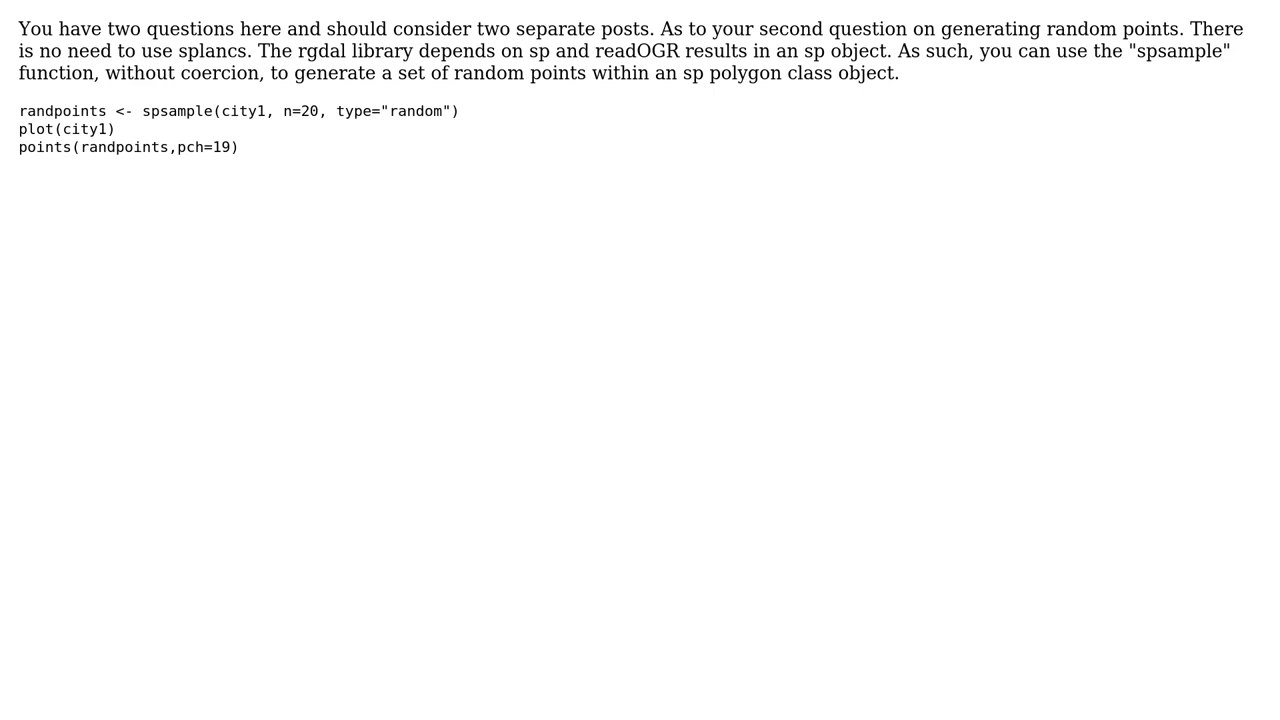 You have two questions here and should consider two separate posts. As to your second question on generating random points. There
is no need to use splancs. The rgdal library depends on sp and readOGR results in an sp object. As such, you can use the "spsample"
function, without coercion, to generate a set of random points within an sp polygon class object.
randpoints <- spsample(city1, n=20, type="random")
plot(city1)
points(randpoints,pch=19)